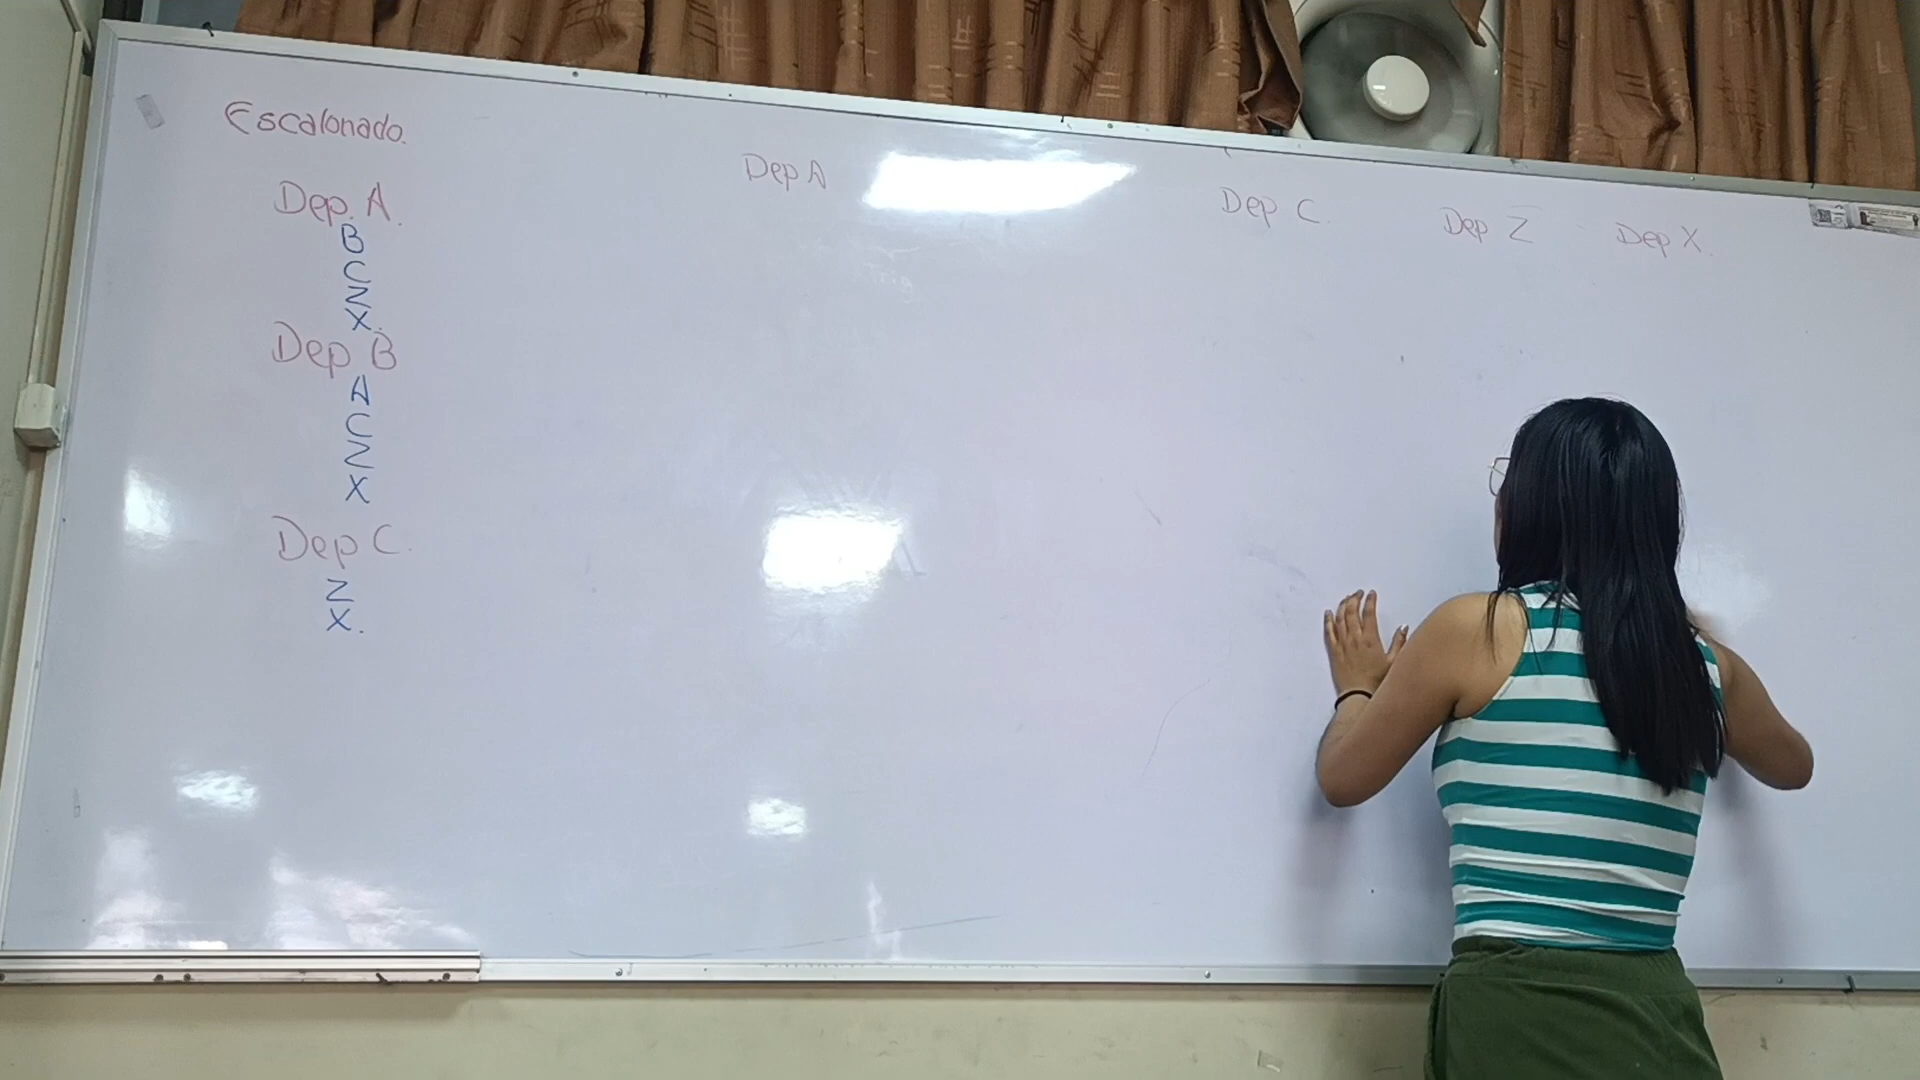 Escalonado.
Dep. A.
B
C
Z
X.
Dep B
A
C
Z
X
Dep C.
Z
X.
Dep A
Dep C.
Dep Z
Dep X.